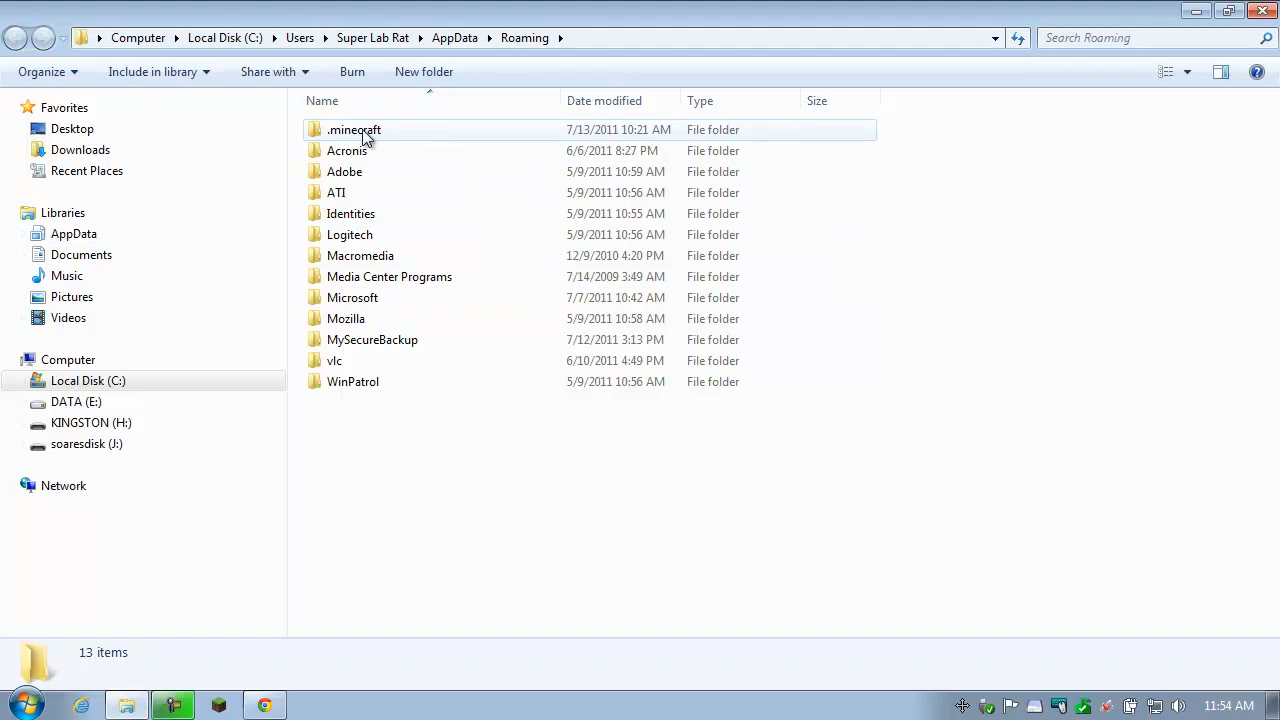 Computer Local Disk (C:) Users Super Lab Rat AppData Roaming Search Roaming
Organize Include in library Share with Burn New folder
Favorites
Desktop
Downloads
Recent Places
Libraries
AppData
Documents
Music
Pictures
Videos
Computer
Local Disk (C:)
DATA (E:)
KINGSTON (H:)
soaresdisk (J:)
Network
Name Date modified Type Size
.minecraft 7/13/2011 10:21 AM File folder
Acronis 6/6/2011 8:27 PM File folder
Adobe 5/9/2011 10:59 AM File folder
ATI 5/9/2011 10:56 AM File folder
Identities 5/9/2011 10:55 AM File folder
Logitech 5/9/2011 10:56 AM File folder
Macromedia 12/9/2010 4:20 PM File folder
Media Center Programs 7/14/2009 3:49 AM File folder
Microsoft 7/7/2011 10:42 AM File folder
Mozilla 5/9/2011 10:58 AM File folder
MySecureBackup 7/12/2011 3:13 PM File folder
vlc 6/10/2011 4:49 PM File folder
WinPatrol 5/9/2011 10:56 AM File folder
13 items
11:54 AM